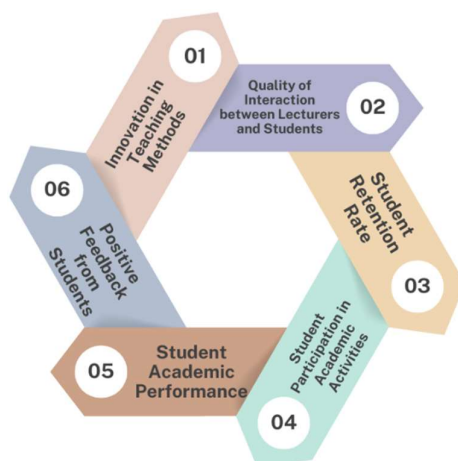 01
Innovation in
Teaching
Methods
Quality of
Interaction
between Lecturers
and Students
02
Student
Retention
Rate
03
Student
Participation in
Academic
Activities
04
05
Student
Academic
Performance
06
Positive
Feedback
from
Students